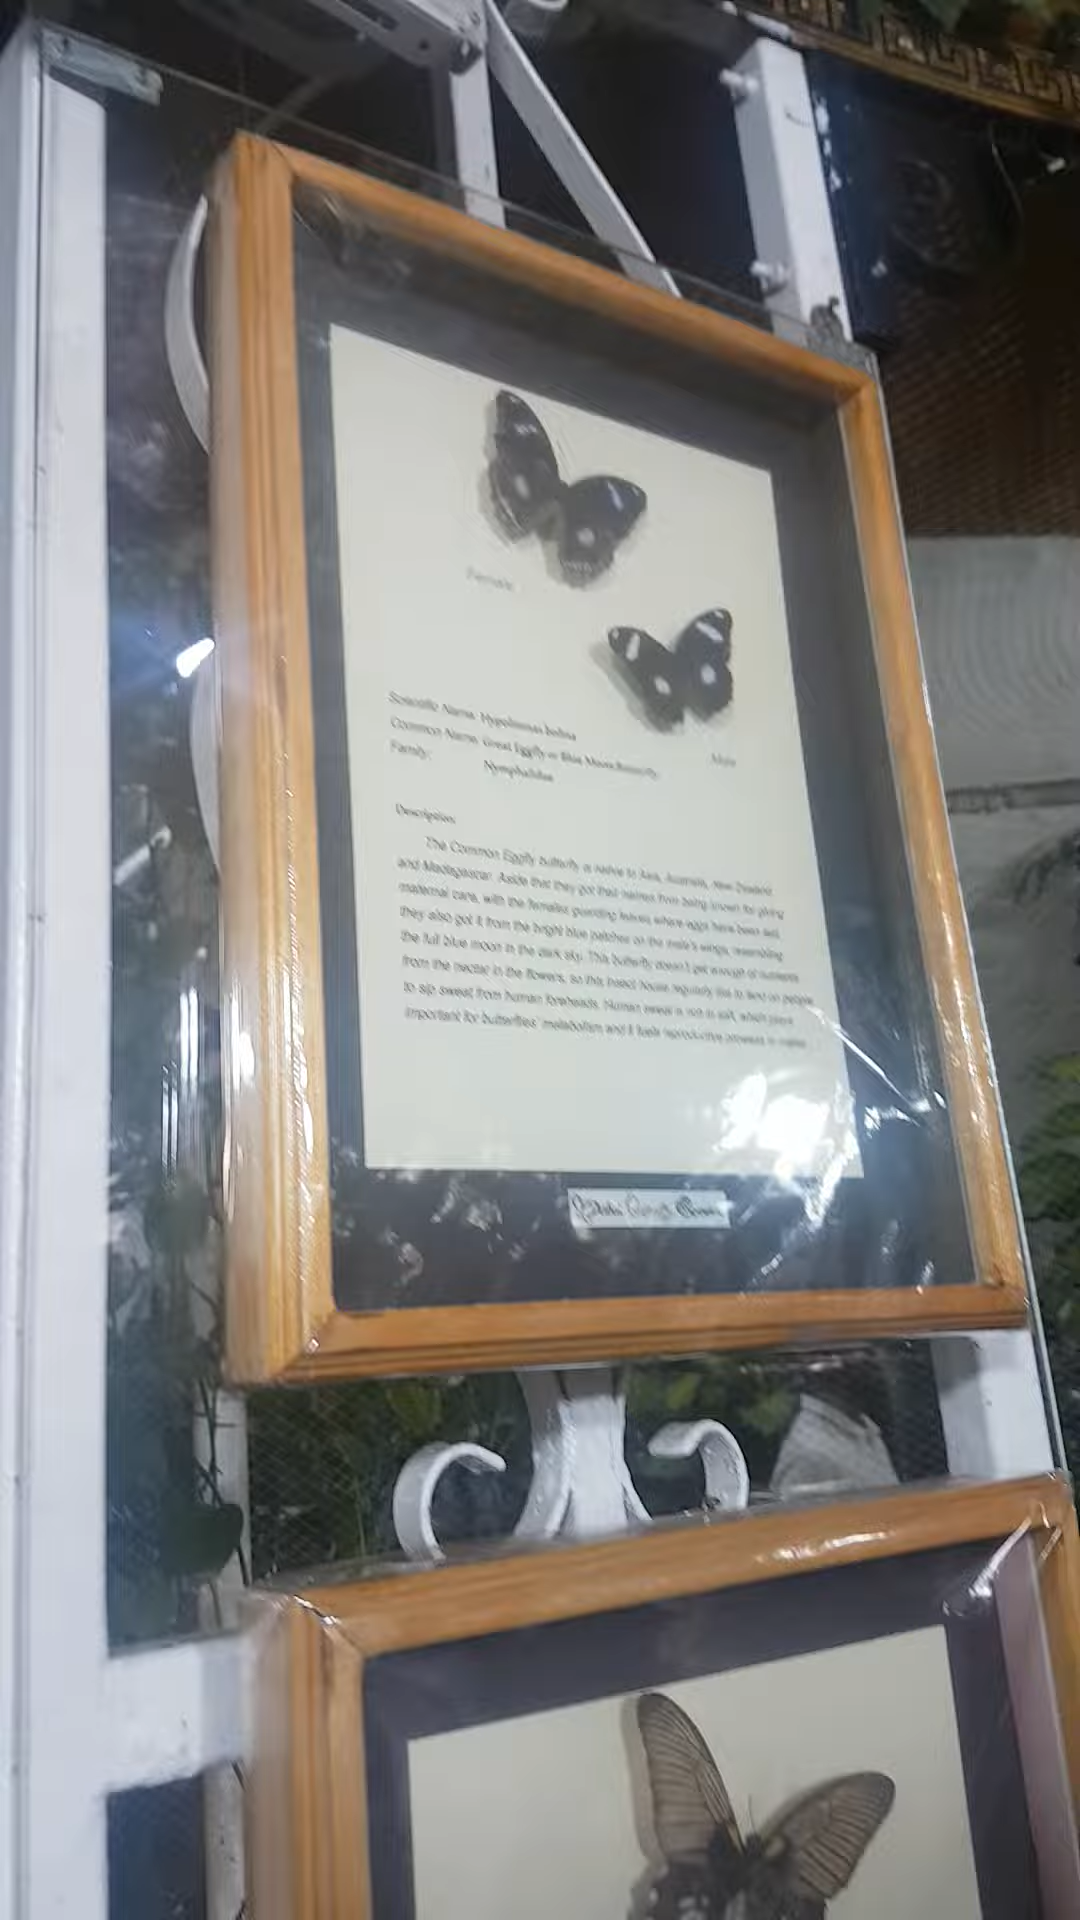 Female
Male
Scientific Name: Hypolimnas bolina
Common Name: Great Eggfly or Blue Moon Butterfly
Family: Nymphalidae
Description:
The Common Eggfly butterfly is native to Asia, Australia, New Zealand
and Madagascar. Aside that they got their names from being known for giving
maternal care, with the females guarding leaves where eggs have been laid,
they also got it from the bright blue patches on the male's wings, resembling
the full blue moon in the dark sky. This butterfly doesn't get enough of nutrients
from the nectar in the flowers, so this insect house regularly like to land on people
to sip sweat from human foreheads. Human sweat is rich in salt, which plays
important for butterflies' metabolism and it fuels reproductive prowess in males